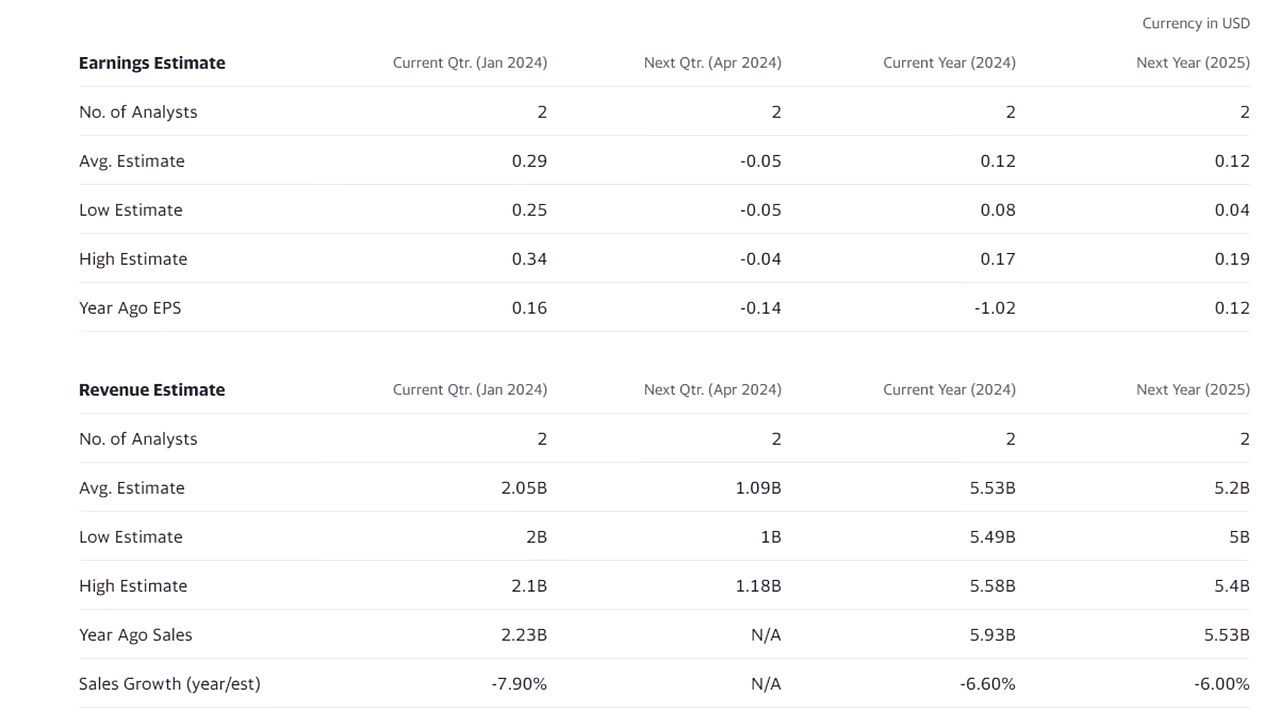 Currency in USD
Earnings Estimate Current Qtr. (Jan 2024) Next Qtr. (Apr 2024) Current Year (2024) Next Year (2025)
No. of Analysts 2 2 2 2
Avg. Estimate 0.29 -0.05 0.12 0.12
Low Estimate 0.25 -0.05 0.08 0.04
High Estimate 0.34 -0.04 0.17 0.19
Year Ago EPS 0.16 -0.14 -1.02 0.12
Revenue Estimate Current Qtr. (Jan 2024) Next Qtr. (Apr 2024) Current Year (2024) Next Year (2025)
No. of Analysts 2 2 2 2
Avg. Estimate 2.05B 1.09B 5.53B 5.2B
Low Estimate 2B 1B 5.49B 5B
High Estimate 2.1B 1.18B 5.58B 5.4B
Year Ago Sales 2.23B N/A 5.93B 5.53B
Sales Growth (year/est) -7.90% N/A -6.60% -6.00%